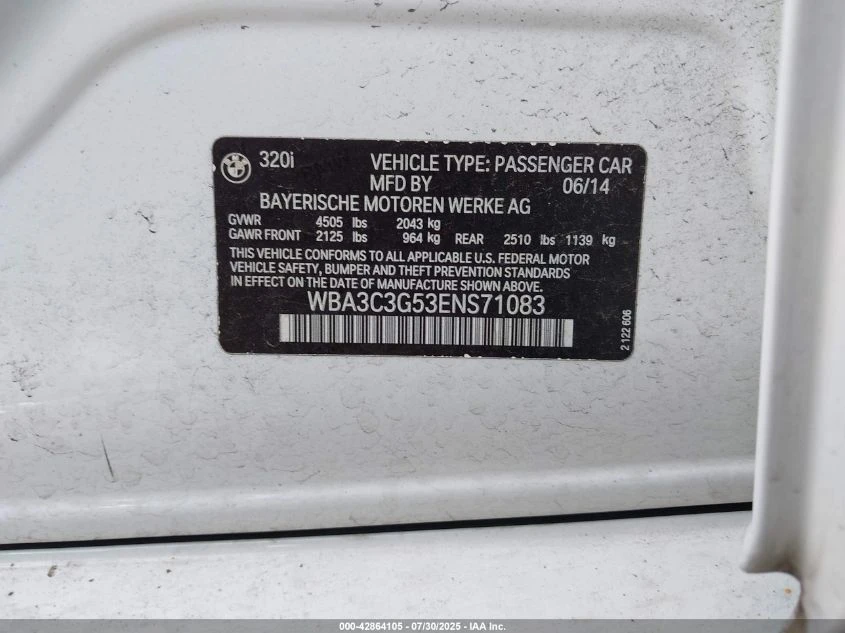 320i VEHICLE TYPE: PASSENGER CAR
MFD BY 06/14
BAYERISCHE MOTOREN WERKE AG
GVWR 4505 lbs 2043 kg
GAWR FRONT 2125 lbs 964 kg REAR 2510 lbs 1139 kg
THIS VEHICLE CONFORMS TO ALL APPLICABLE U.S. FEDERAL MOTOR
VEHICLE SAFETY, BUMPER AND THEFT PREVENTION STANDARDS
IN EFFECT ON THE DATE OF MANUFACTURE SHOWN ABOVE.
WBA3C3G53ENS71083
2 122 606
000-42864105 - 07/30/2025 - IAA Inc.